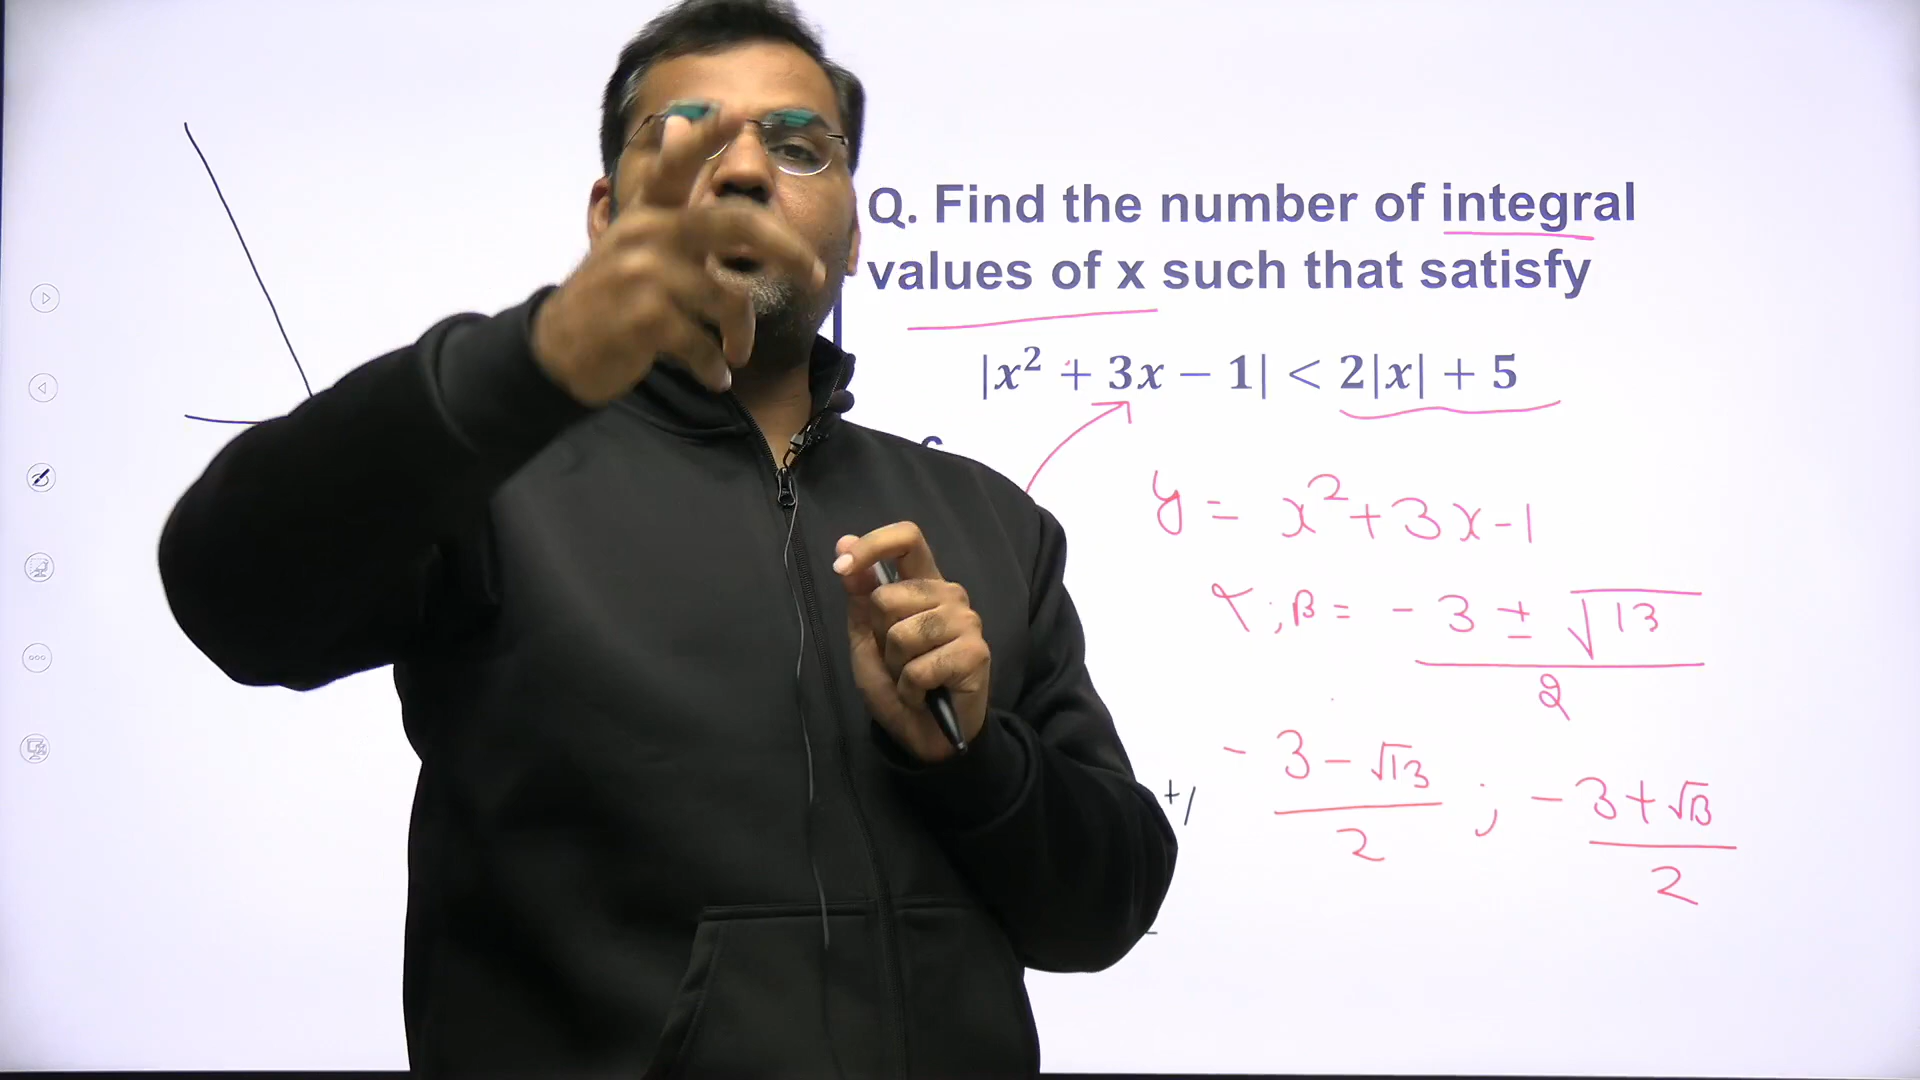 Q. Find the number of integral
values of x such that satisfy
|x² + 3x − 1| < 2|x| + 5
y = x² + 3x - 1
α ; β = - 3 ± √13
2
- 3 - √13 ; - 3 + √13
2 2